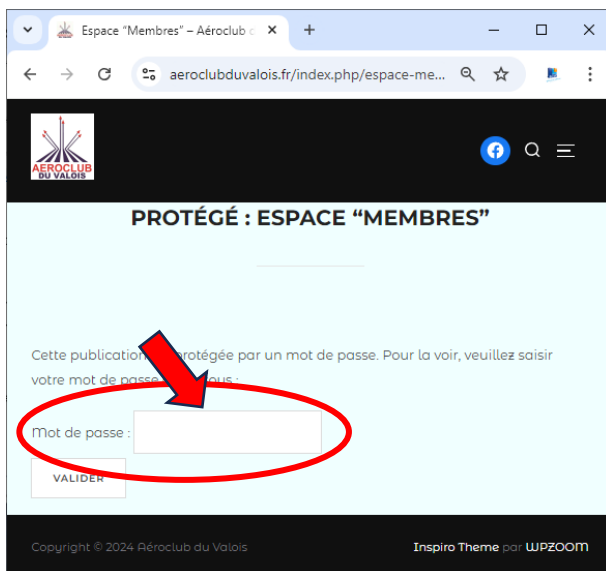 Espace “Membres” – Aéroclub d
aeroclubduvalois.fr/index.php/espace-me...
AEROCLUB
DU VALOIS
PROTÉGÉ : ESPACE “MEMBRES”
Cette publication protégée par un mot de passe. Pour la voir, veuillez saisir
votre mot de passe :
Mot de passe :
VALIDER
Copyright © 2024 Aéroclub du Valois
Inspiro Theme par WPZOOM